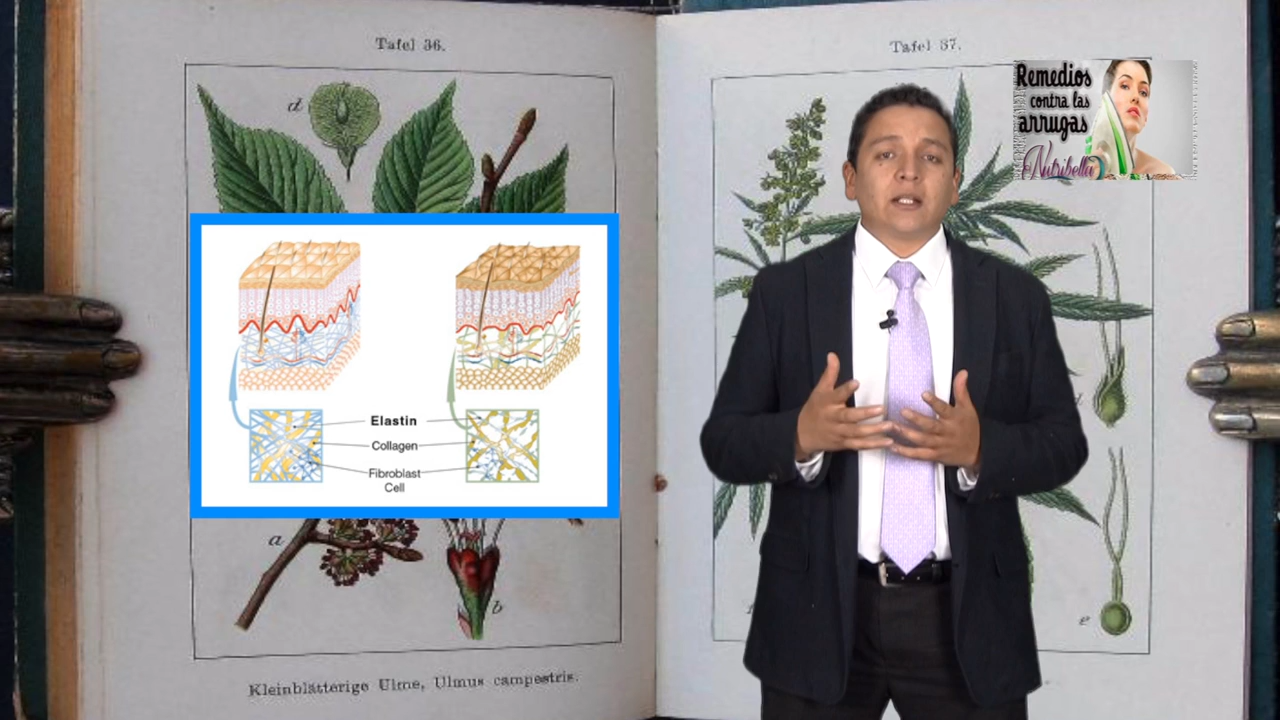 Tafel 36.
d
Elastin
Collagen
Fibroblast
Cell
a
b
Kleinblätterige Ulme, Ulmus campestris.
Tafel 37.
Remedios
contra las
arrugas
Nutribella
e